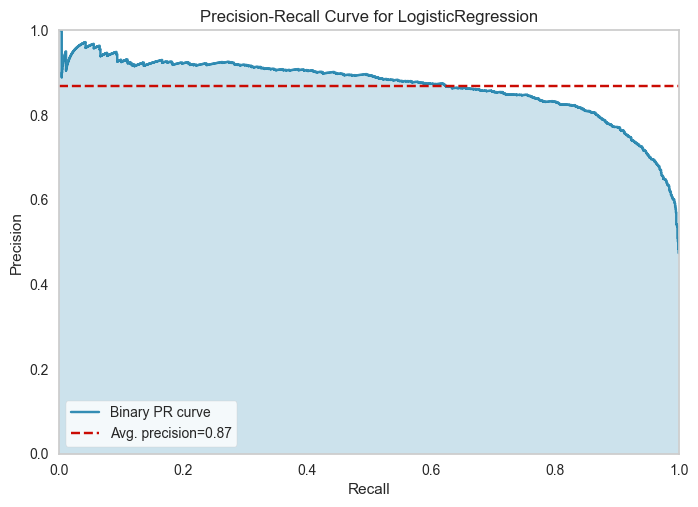 Precision-Recall Curve for LogisticRegression
1.0
0.8
0.6
0.4
0.2
0.0
Precision
Binary PR curve
Avg. precision=0.87
0.0 0.2 0.4 0.6 0.8 1.0
Recall